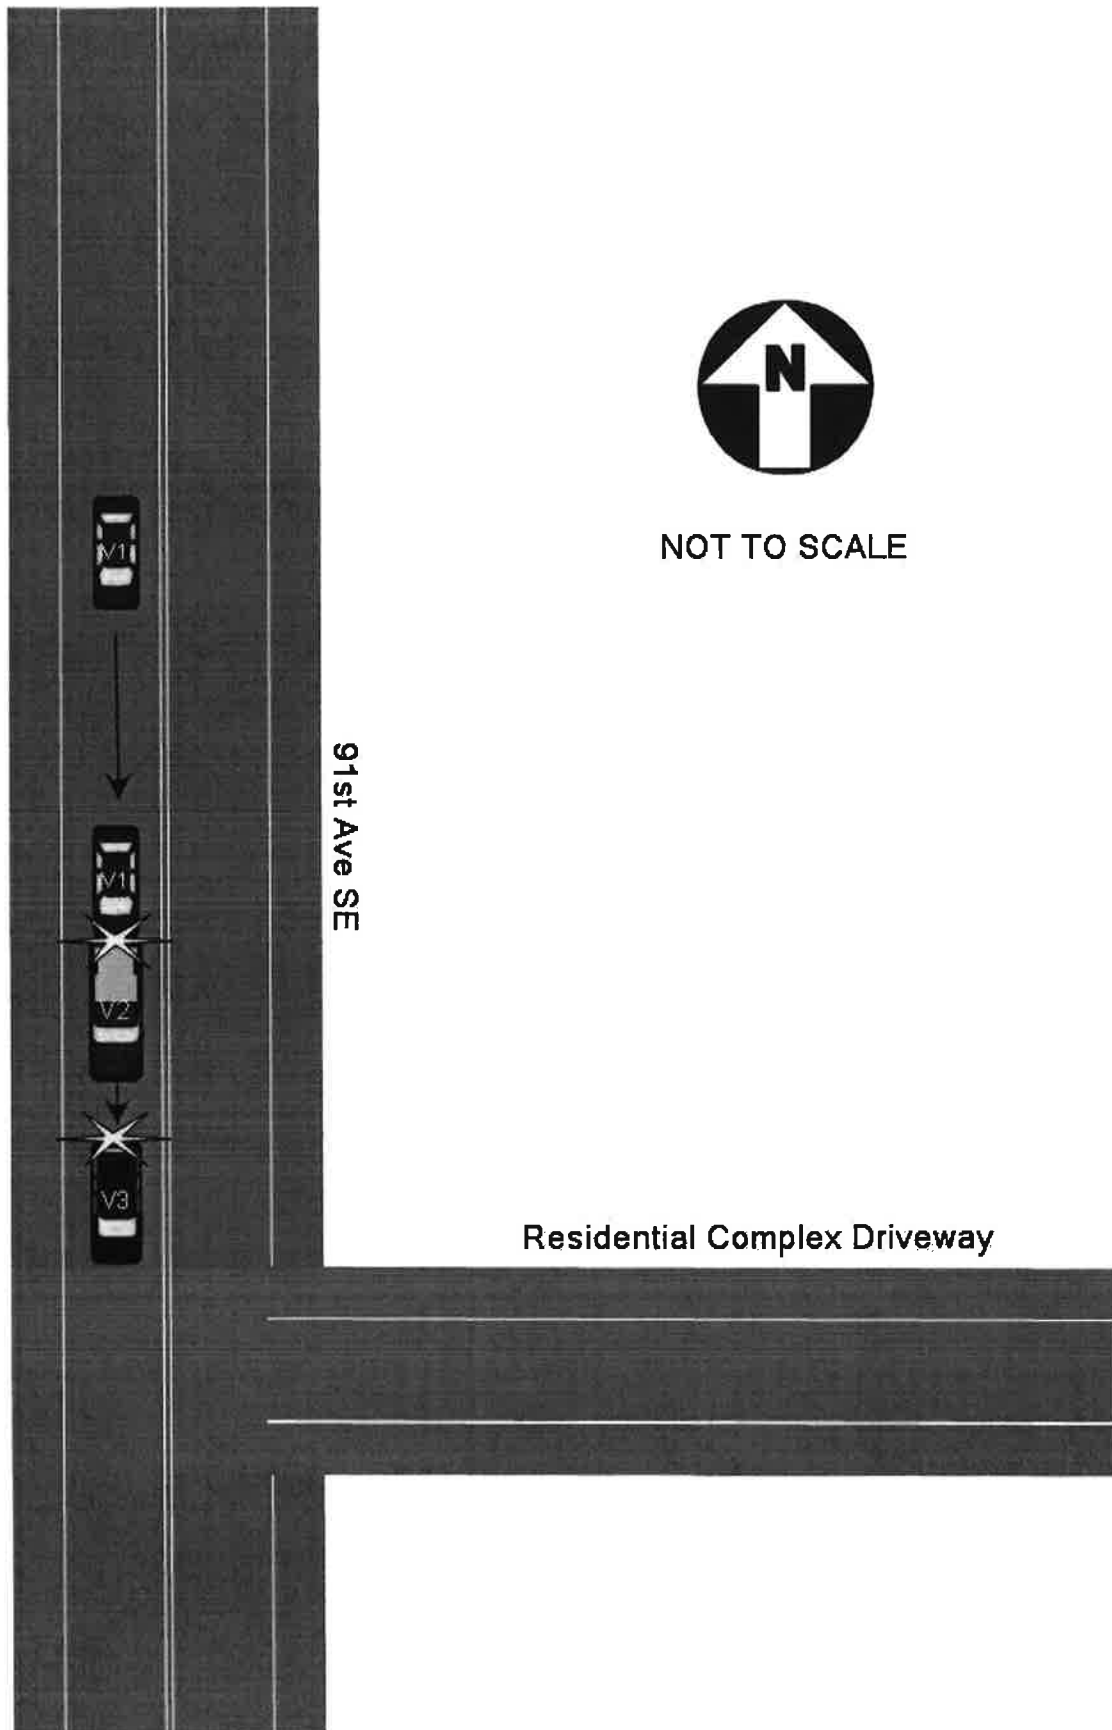 N
NOT TO SCALE
V1
91st Ave SE
V1
V2
V3
Residential Complex Driveway